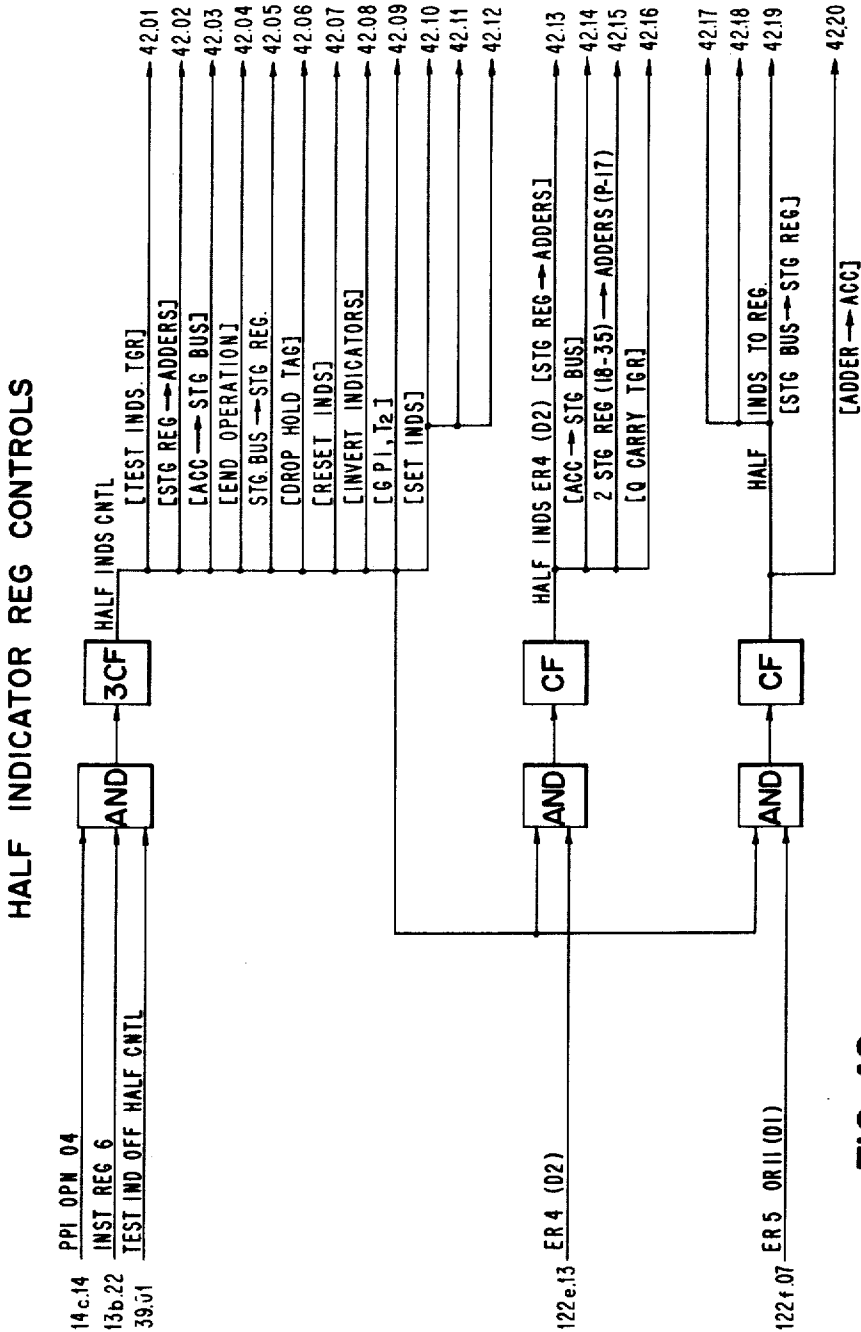 HALF INDICATOR REG CONTROLS
14c.14 PPI OPN 04
13b.22 INST REG 6
39.01 TEST IND OFF HALF CNTL
AND
3CF
HALF INDS CNTL
[TEST INDS. TGR] 42.01
[STG REG→ADDERS] 42.02
[ACC→STG BUS] 42.03
[END OPERATION] 42.04
STG.BUS→STG REG. 42.05
[DROP HOLD TAG] 42.06
[RESET INDS] 42.07
[INVERT INDICATORS] 42.08
[GPI,T2] 42.09
[SET INDS] 42.10
42.11
42.12
122e.13 ER4 (D2)
AND
CF
HALF INDS ER4 (D2) [STG REG→ADDERS] 42.13
[ACC→STG BUS] 42.14
2 STG REG (18-35)→ADDERS(P-17) 42.15
[Q CARRY TGR] 42.16
122f.07 ER5 OR11(D1)
AND
CF
42.17
42.18
HALF INDS TO REG. 42.19
[STG BUS→STG REG]
[ADDER→ACC] 42.20